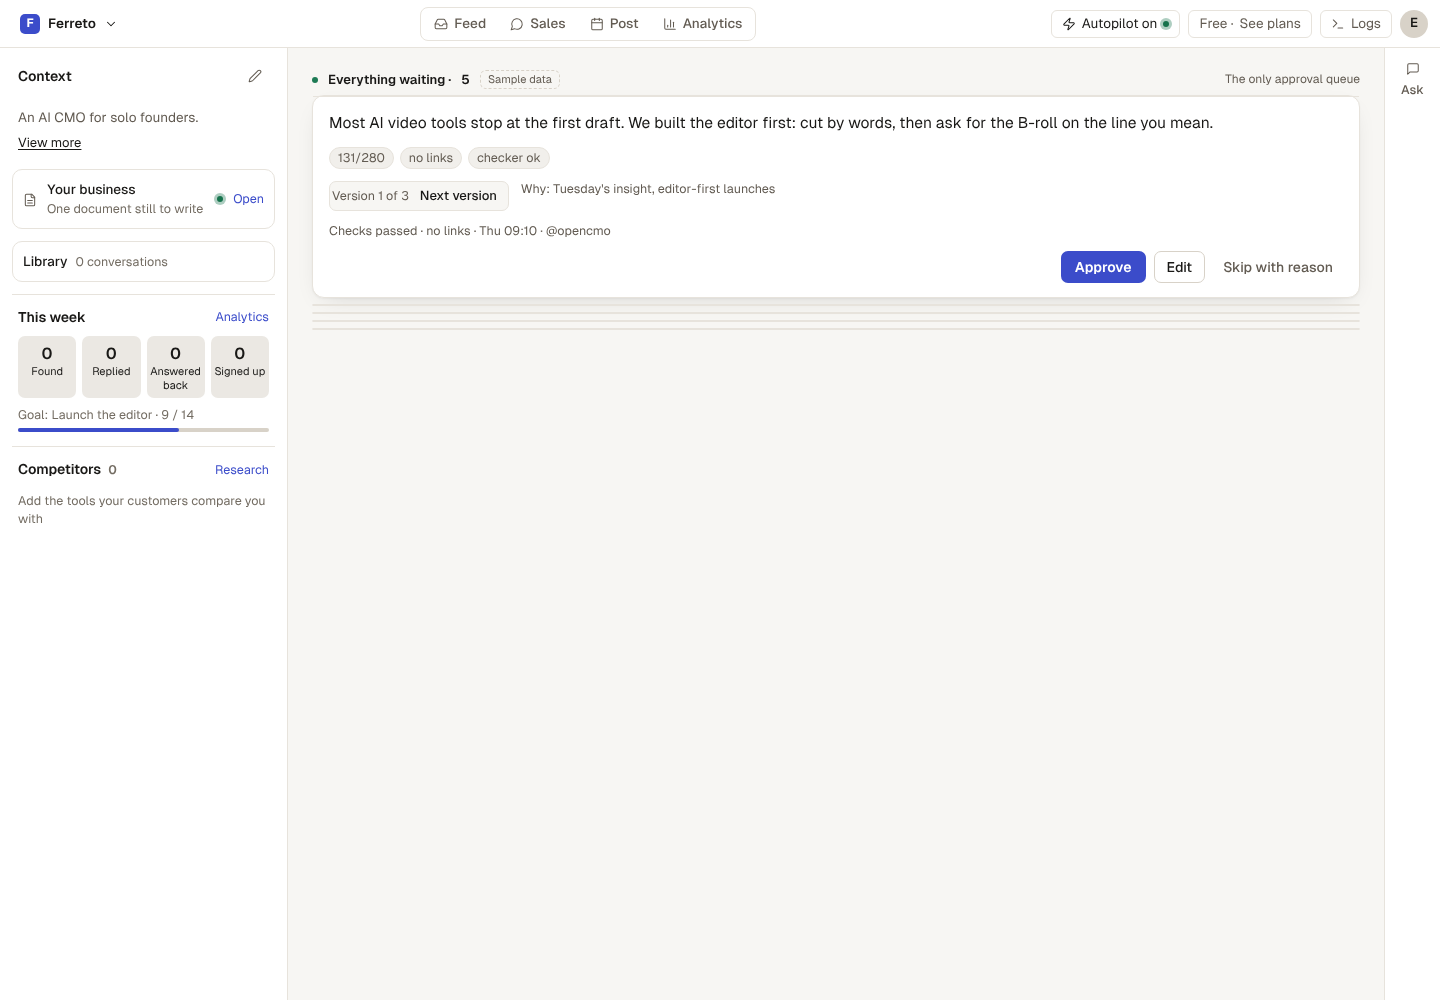 F Ferreto
Feed Sales Post Analytics
Autopilot on
Free · See plans
Logs
E
Context
An AI CMO for solo founders.
View more
Your business
One document still to write
Open
Library 0 conversations
This week Analytics
0 Found
0 Replied
0 Answered back
0 Signed up
Goal: Launch the editor · 9 / 14
Competitors 0 Research
Add the tools your customers compare you
with
Everything waiting · 5 Sample data
The only approval queue
Most AI video tools stop at the first draft. We built the editor first: cut by words, then ask for the B-roll on the line you mean.
131/280 no links checker ok
Version 1 of 3 Next version Why: Tuesday's insight, editor-first launches
Checks passed · no links · Thu 09:10 · @opencmo
Approve Edit Skip with reason
Ask